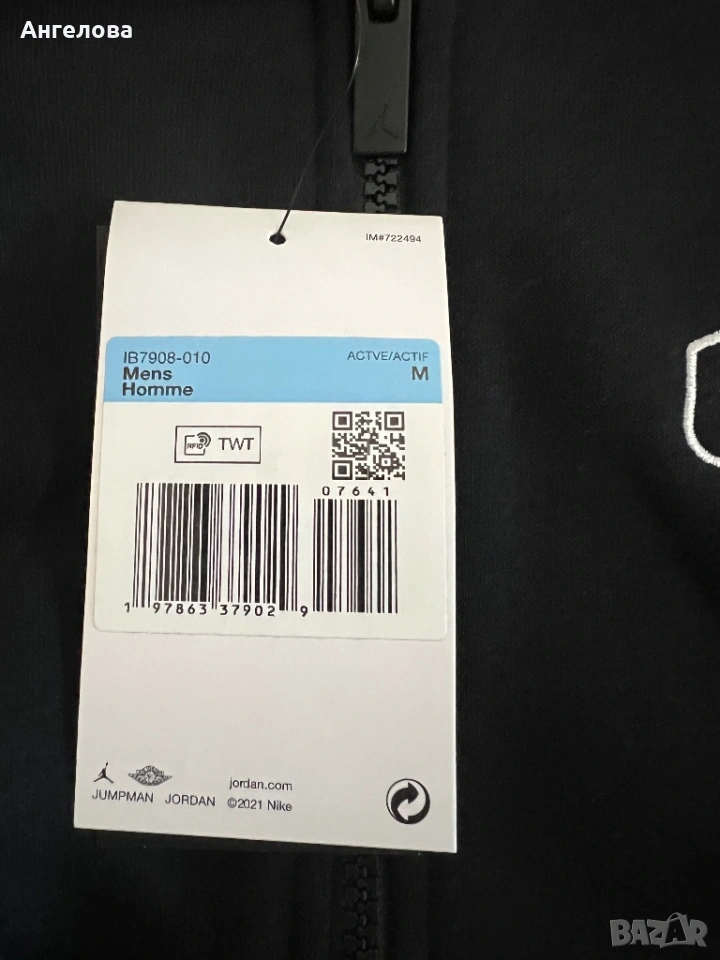 Ангелова
IM#722494
IB7908-010 ACTVE/ACTIF
Mens M
Homme
RFID TWT
07641
1 97863 37902 9
jordan.com
JUMPMAN JORDAN ©2021 Nike
BAZAR